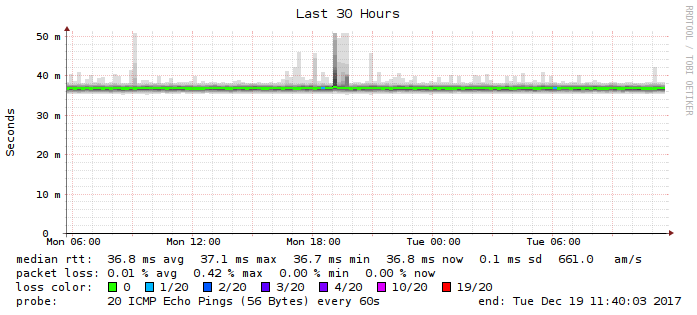 Last 30 Hours
RRDTOOL / TOBI OETIKER
Seconds
50 m
40 m
30 m
20 m
10 m
0
Mon 06:00 Mon 12:00 Mon 18:00 Tue 00:00 Tue 06:00
median rtt: 36.8 ms avg 37.1 ms max 36.7 ms min 36.8 ms now 0.1 ms sd 661.0 am/s
packet loss: 0.01 % avg 0.42 % max 0.00 % min 0.00 % now
loss color: 0 1/20 2/20 3/20 4/20 10/20 19/20
probe: 20 ICMP Echo Pings (56 Bytes) every 60s end: Tue Dec 19 11:40:03 2017